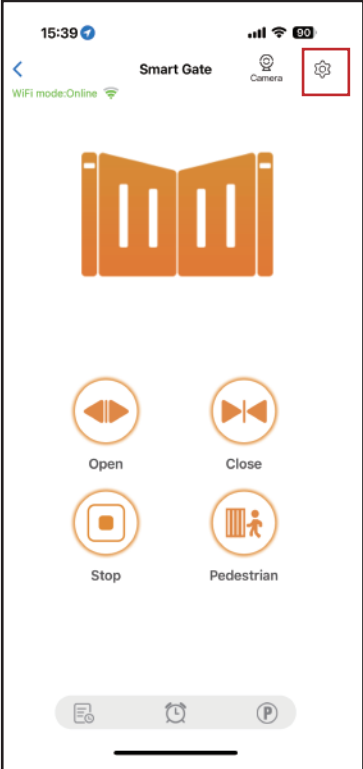 15:39 90
Smart Gate
Camera
WiFi mode:Online
Open Close
Stop Pedestrian
P